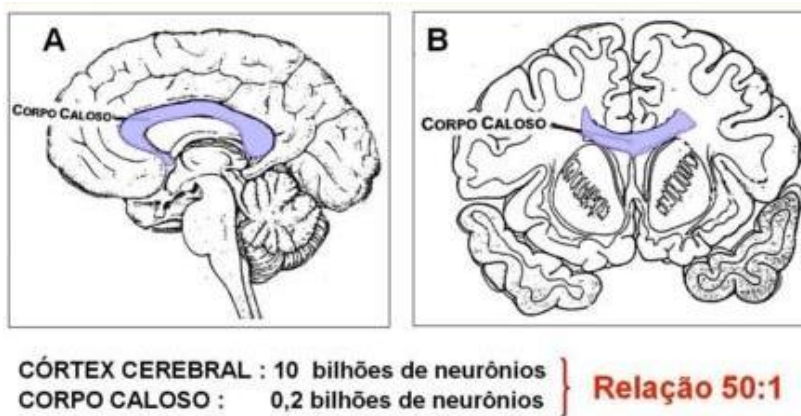 A
CORPO CALOSO
B
CORPO CALOSO
CÓRTEX CEREBRAL : 10 bilhões de neurônios
CORPO CALOSO : 0,2 bilhões de neurônios
Relação 50:1